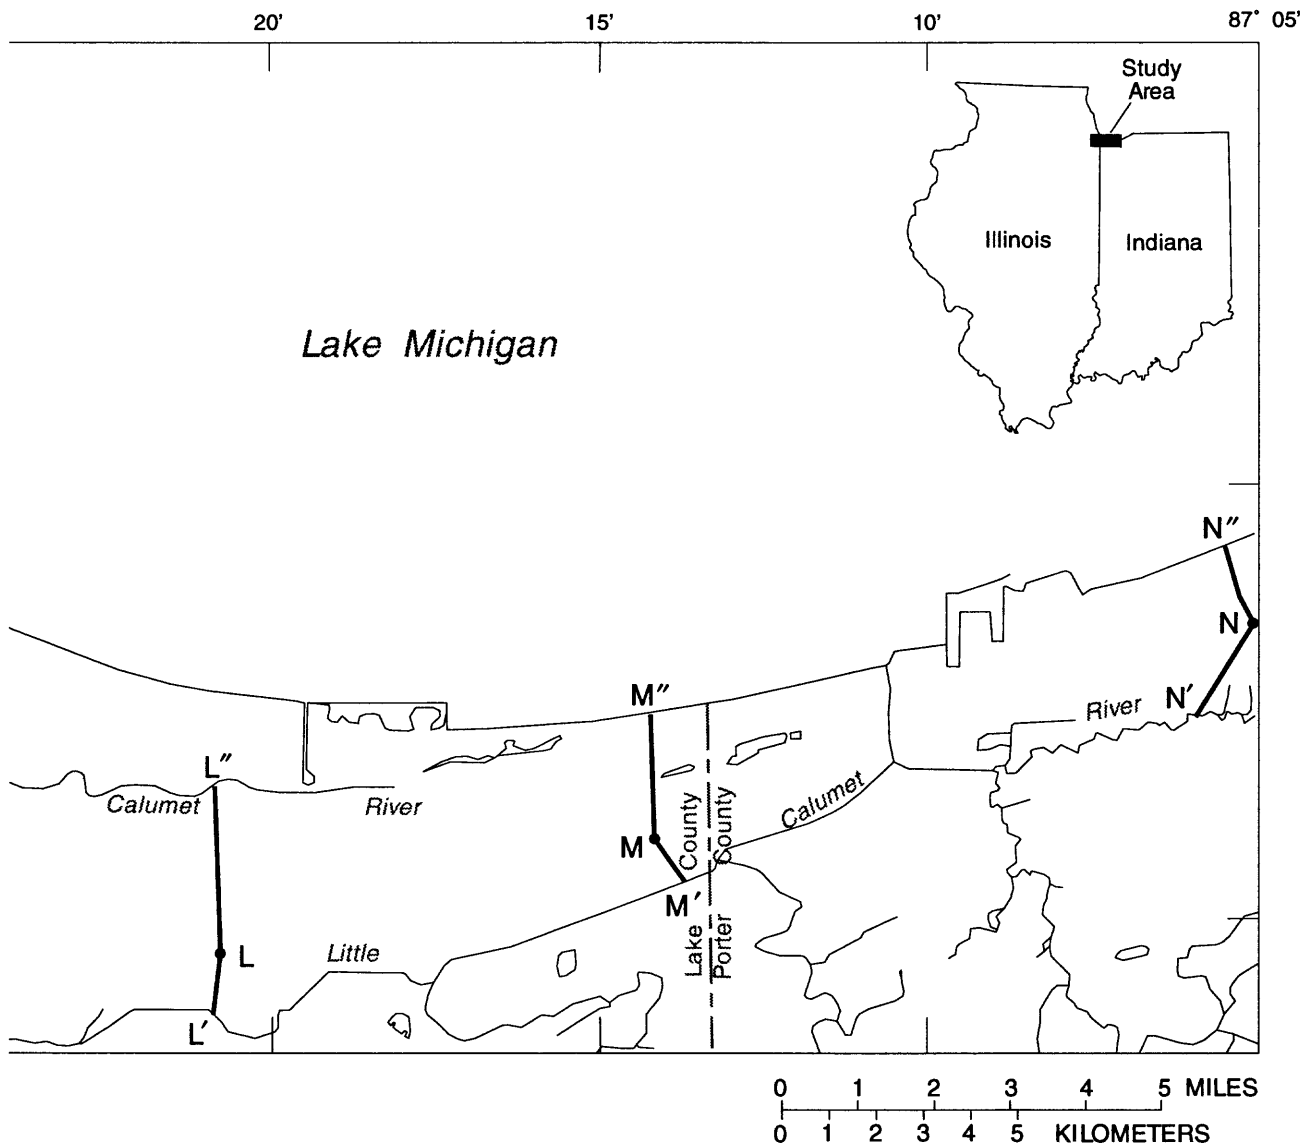 20′ 15′ 10′ 87° 05′
Study
Area
Illinois Indiana
Lake Michigan
N″
N
N′
River
M″
L″
Calumet River
County
County
Calumet
M
M′
Lake
Porter
L
Little
L′
0 1 2 3 4 5 MILES
0 1 2 3 4 5 KILOMETERS